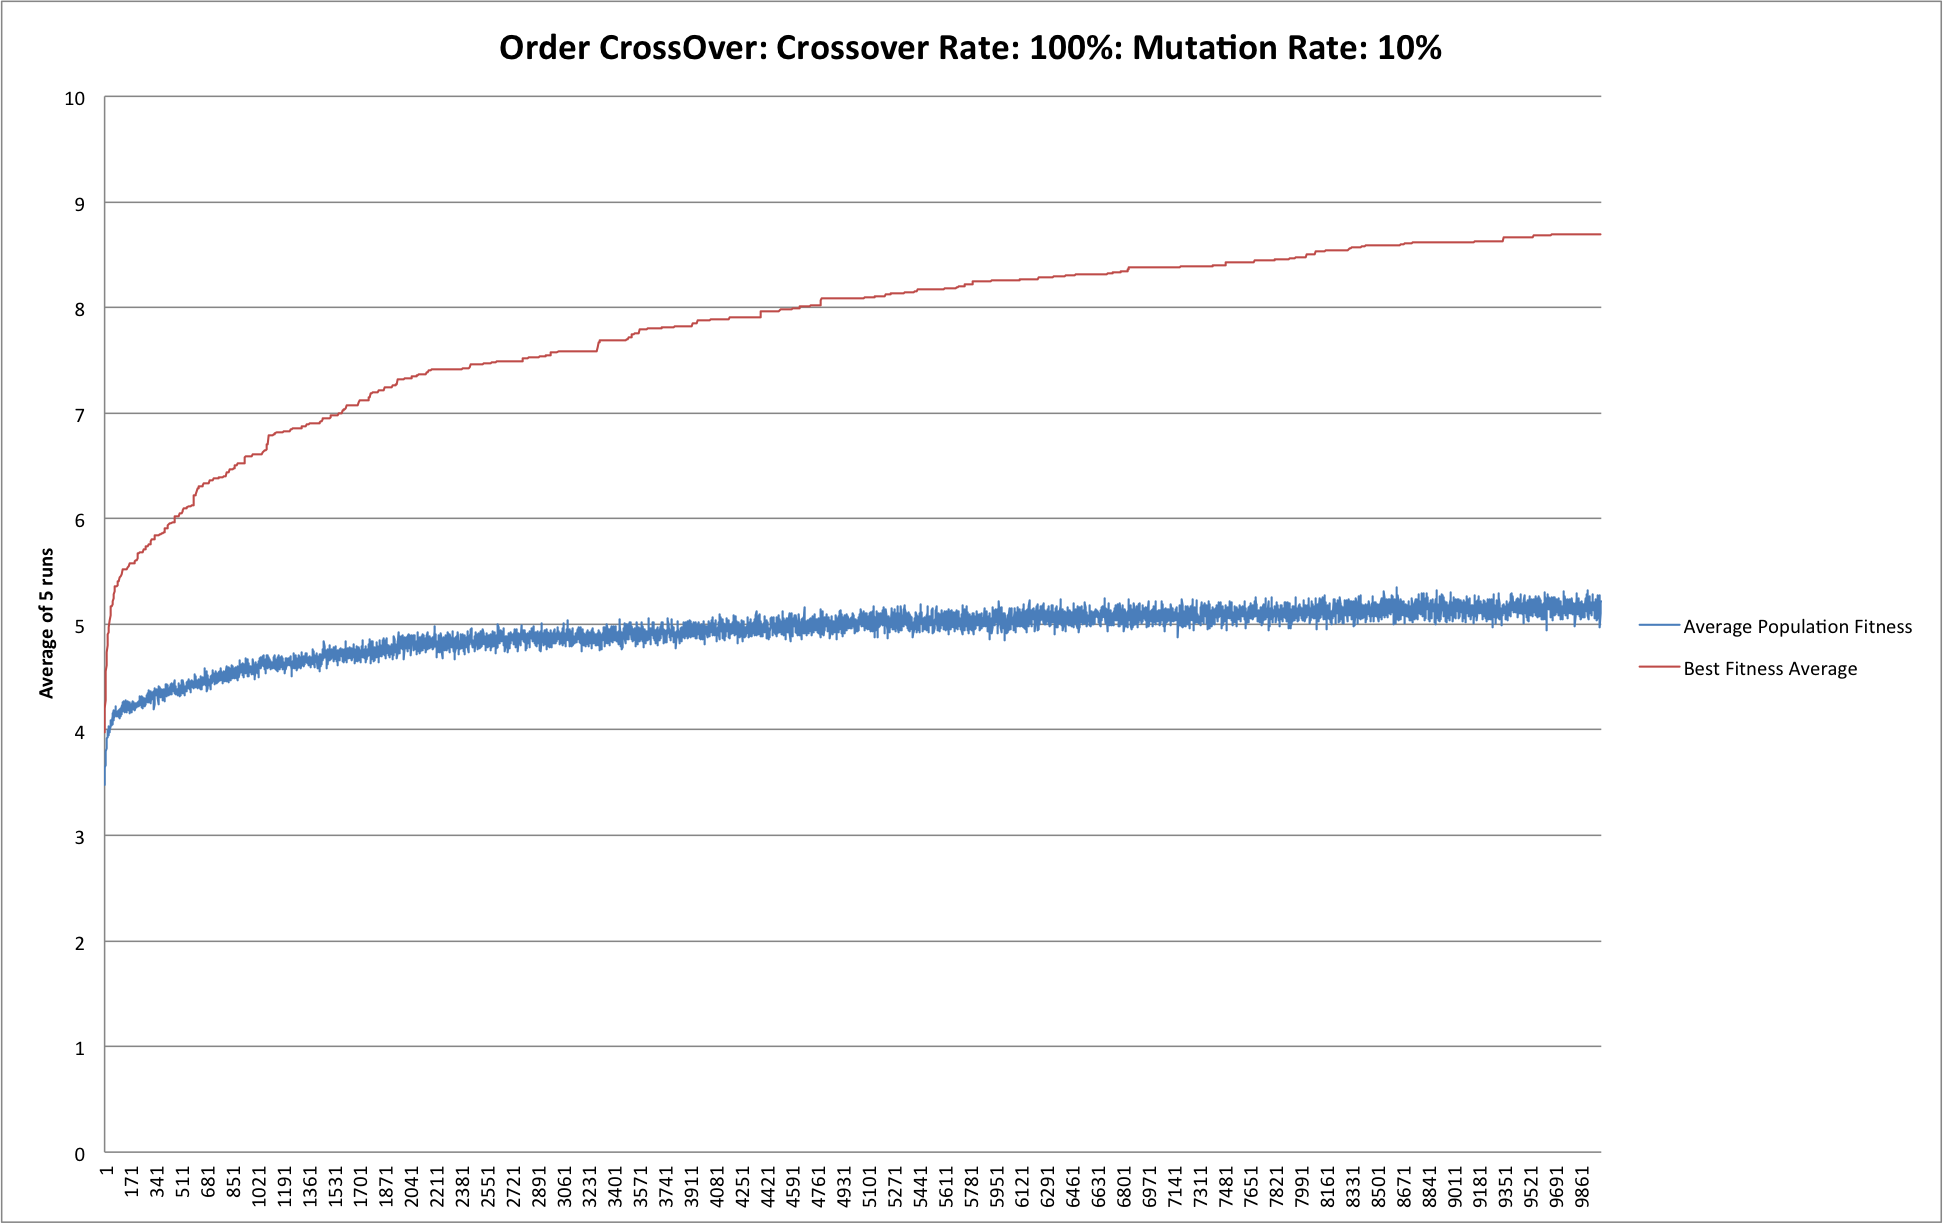 Order CrossOver: Crossover Rate: 100%: Mutation Rate: 10%
10
9
8
7
6
5
4
3
2
1
0
Average of 5 runs
Average Population Fitness
Best Fitness Average
1 171 341 511 681 851 1021 1191 1361 1531 1701 1871 2041 2211 2381 2551 2721 2891 3061 3231 3401 3571 3741 3911 4081 4251 4421 4591 4761 4931 5101 5271 5441 5611 5781 5951 6121 6291 6461 6631 6801 6971 7141 7311 7481 7651 7821 7991 8161 8331 8501 8671 8841 9011 9181 9351 9521 9691 9861